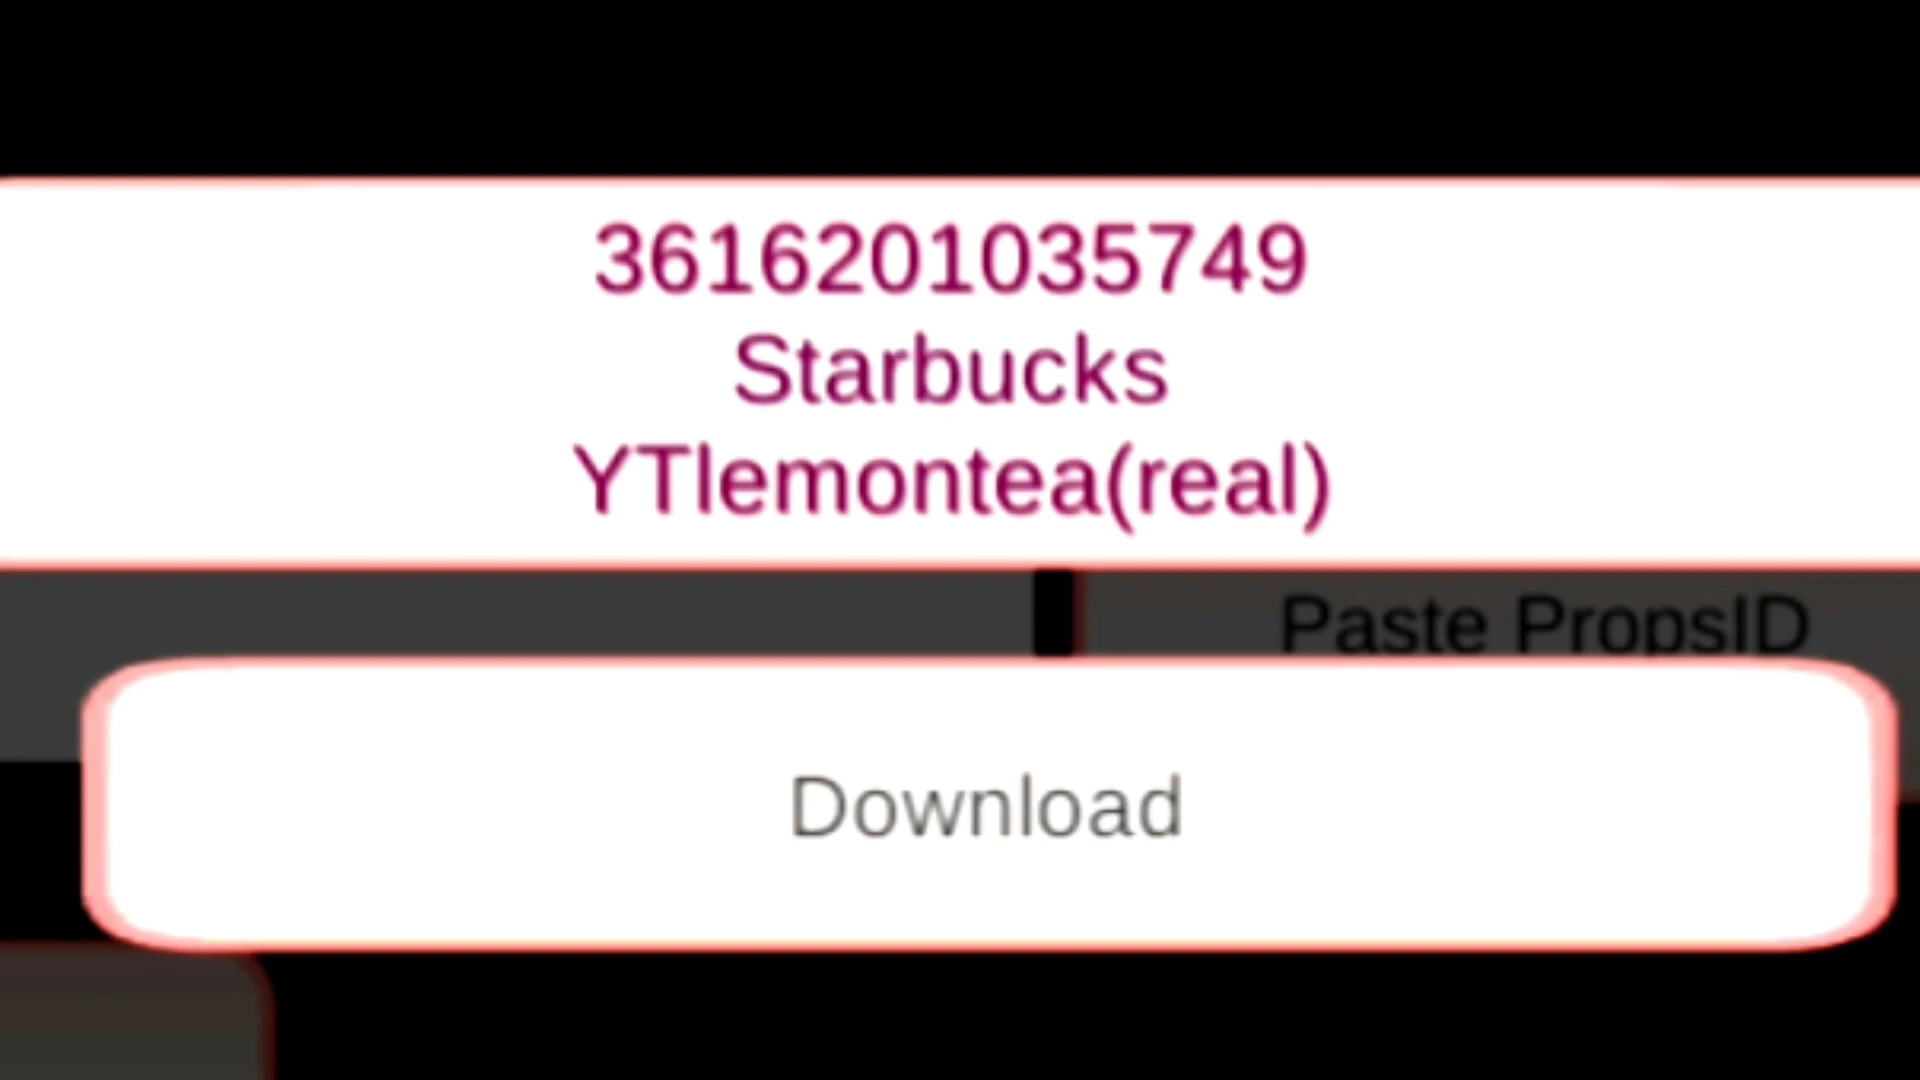 3616201035749
Starbucks
YTlemontea(real)
Paste PropsID
Download